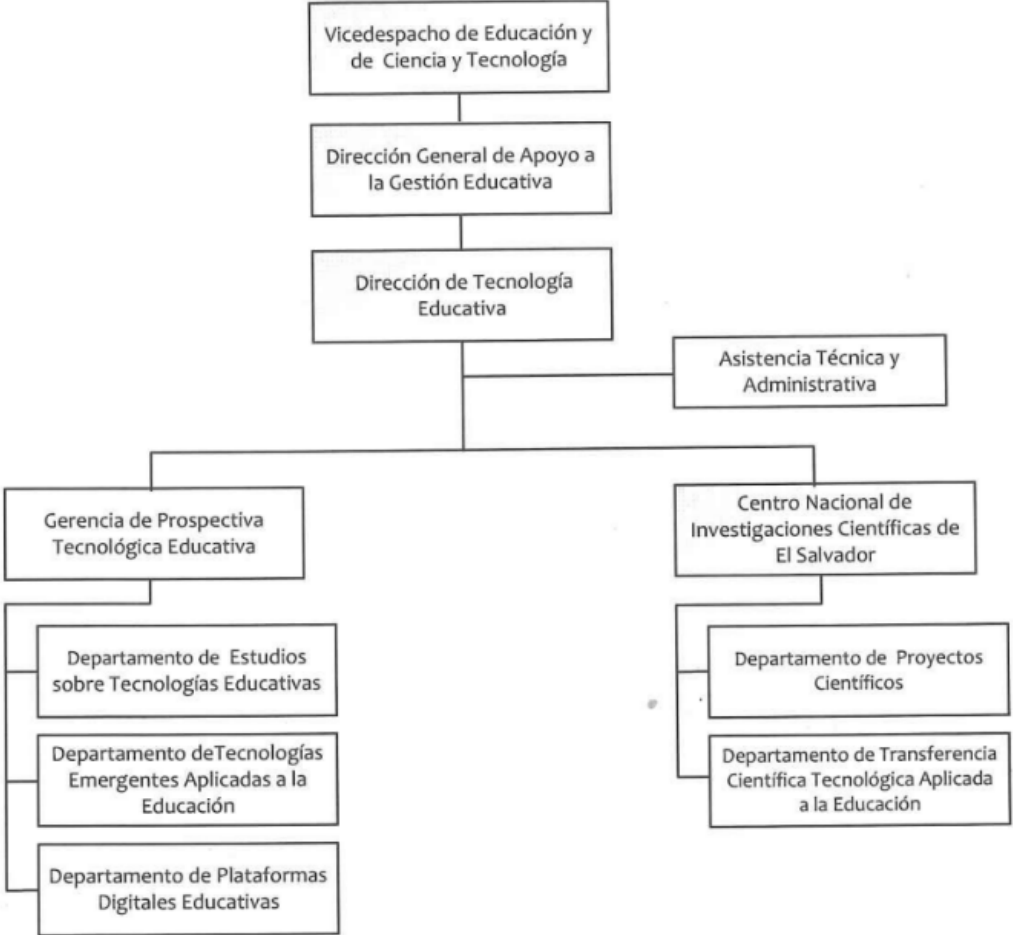 Vicedespacho de Educación y
de Ciencia y Tecnología
Dirección General de Apoyo a
la Gestión Educativa
Dirección de Tecnología
Educativa
Asistencia Técnica y
Administrativa
Gerencia de Prospectiva
Tecnológica Educativa
Departamento de Estudios
sobre Tecnologías Educativas
Departamento deTecnologías
Emergentes Aplicadas a la
Educación
Departamento de Plataformas
Digitales Educativas
Centro Nacional de
Investigaciones Científicas de
El Salvador
Departamento de Proyectos
Científicos
Departamento de Transferencia
Científica Tecnológica Aplicada
a la Educación